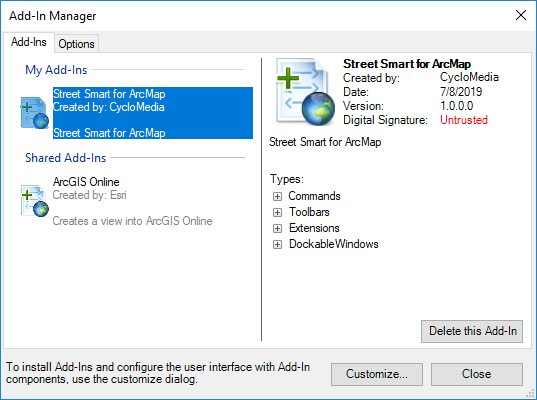 Add-In Manager
Add-Ins Options
My Add-Ins
Street Smart for ArcMap
Created by: CycloMedia
Street Smart for ArcMap
Shared Add-Ins
ArcGIS Online
Created by: Esri
Creates a view into ArcGIS Online
Street Smart for ArcMap
Created by: CycloMedia
Date: 7/8/2019
Version: 1.0.0.0
Digital Signature: Untrusted
Street Smart for ArcMap
Types:
Commands
Toolbars
Extensions
DockableWindows
Delete this Add-In
To install Add-Ins and configure the user interface with Add-In
components, use the customize dialog.
Customize...
Close